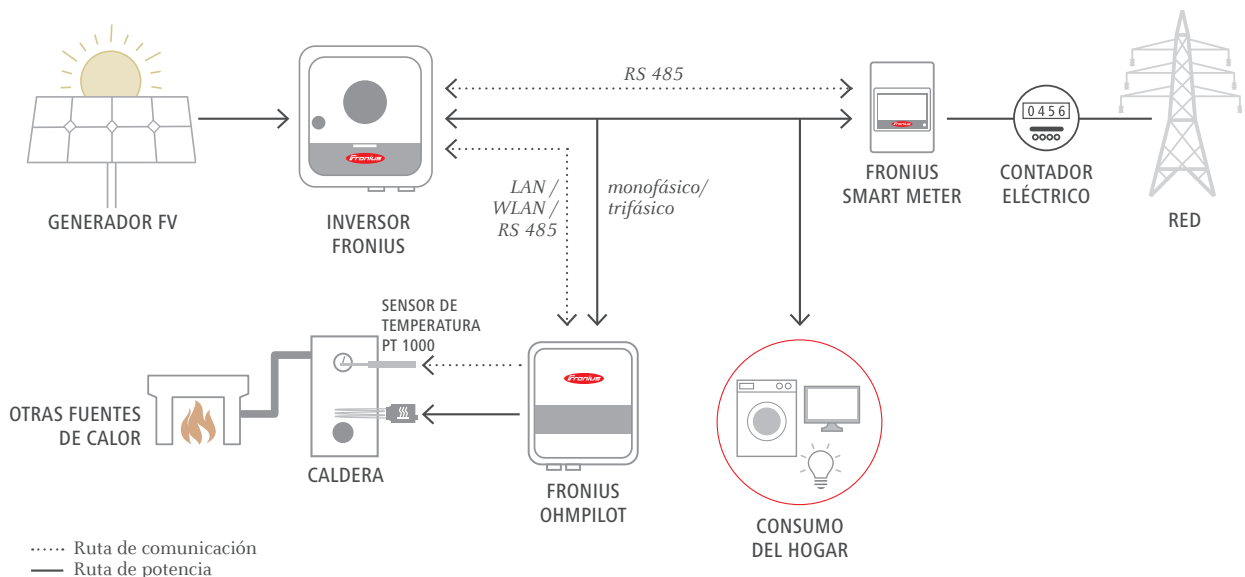 RS 485
0456
Fronius
Fronius
GENERADOR FV
INVERSOR
FRONIUS
LAN /
WLAN /
RS 485
monofásico/
trifásico
FRONIUS
SMART METER
CONTADOR
ELÉCTRICO
RED
SENSOR DE
TEMPERATURA
PT 1000
Fronius
OTRAS FUENTES
DE CALOR
CALDERA
FRONIUS
OHMPILOT
CONSUMO
DEL HOGAR
Ruta de comunicación
Ruta de potencia